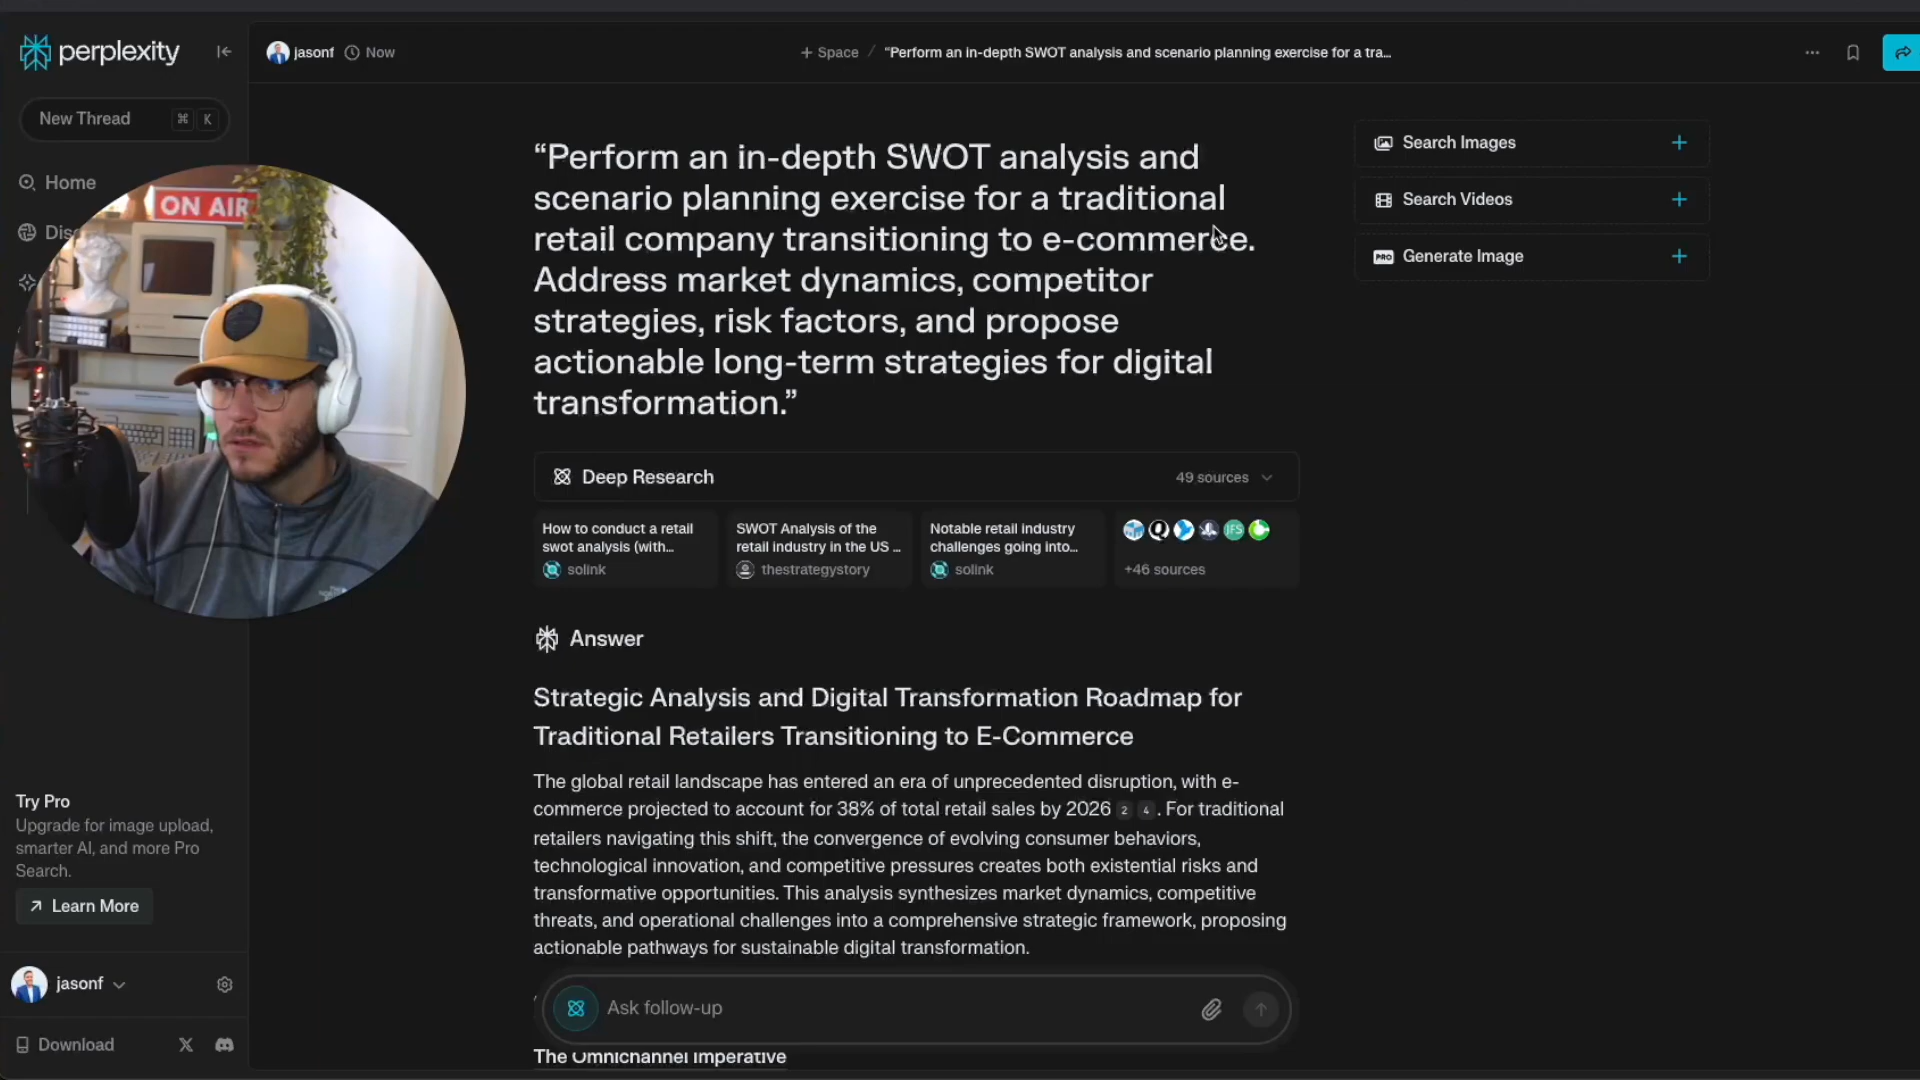 perplexity
New Thread
⌘ K
Home
ON AIR
Try Pro
Upgrade for image upload,
smarter AI, and more Pro
Search.
Learn More
jasonf
Download
jasonf Now
+ Space / “Perform an in-depth SWOT analysis and scenario planning exercise for a tra...
“Perform an in-depth SWOT analysis and
scenario planning exercise for a traditional
retail company transitioning to e-commerce.
Address market dynamics, competitor
strategies, risk factors, and propose
actionable long-term strategies for digital
transformation.”
Deep Research
49 sources
How to conduct a retail
swot analysis (with...
solink
SWOT Analysis of the
retail industry in the US ...
thestrategystory
Notable retail industry
challenges going into...
solink
JFS
+46 sources
Answer
Strategic Analysis and Digital Transformation Roadmap for
Traditional Retailers Transitioning to E-Commerce
The global retail landscape has entered an era of unprecedented disruption, with e-
commerce projected to account for 38% of total retail sales by 2026 2 4 . For traditional
retailers navigating this shift, the convergence of evolving consumer behaviors,
technological innovation, and competitive pressures creates both existential risks and
transformative opportunities. This analysis synthesizes market dynamics, competitive
threats, and operational challenges into a comprehensive strategic framework, proposing
actionable pathways for sustainable digital transformation.
Ask follow-up
The Omnichannel Imperative
Search Images
Search Videos
PRO Generate Image